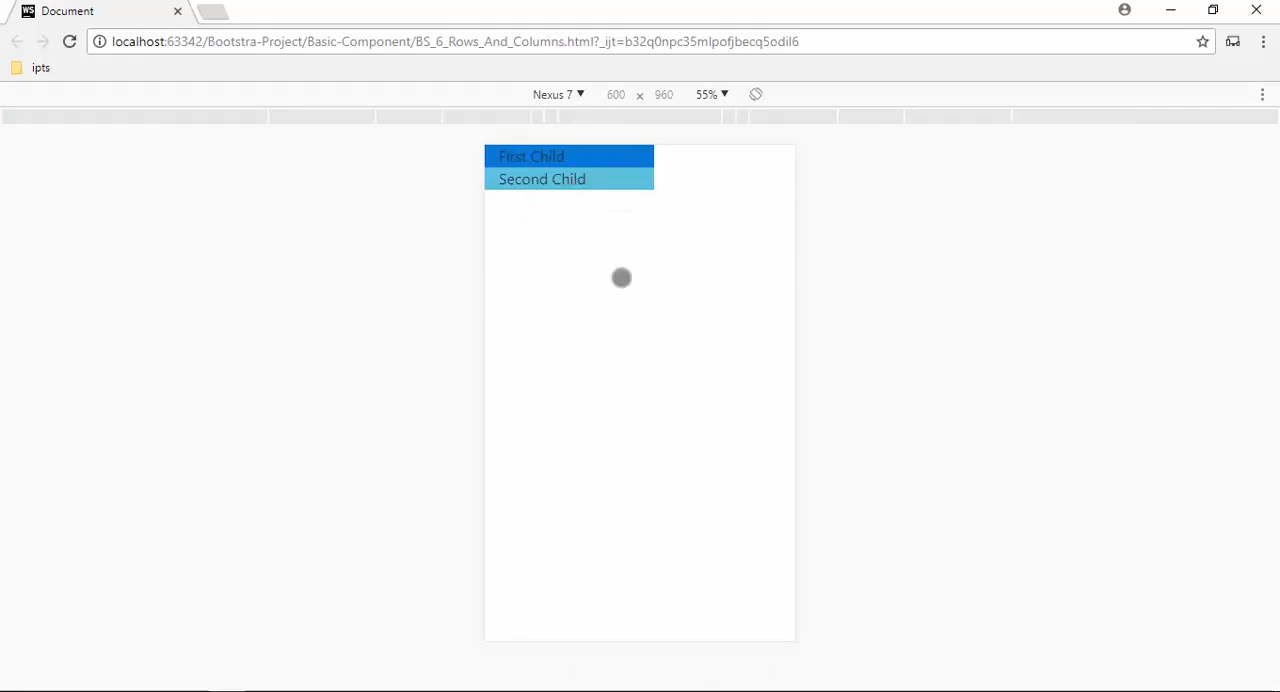 WS Document
localhost:63342/Bootstra-Project/Basic-Component/BS_6_Rows_And_Columns.html?_ijt=b32q0npc35mlpofjbecq5odil6
ipts
Nexus 7 600 x 960 55%
First Child
Second Child